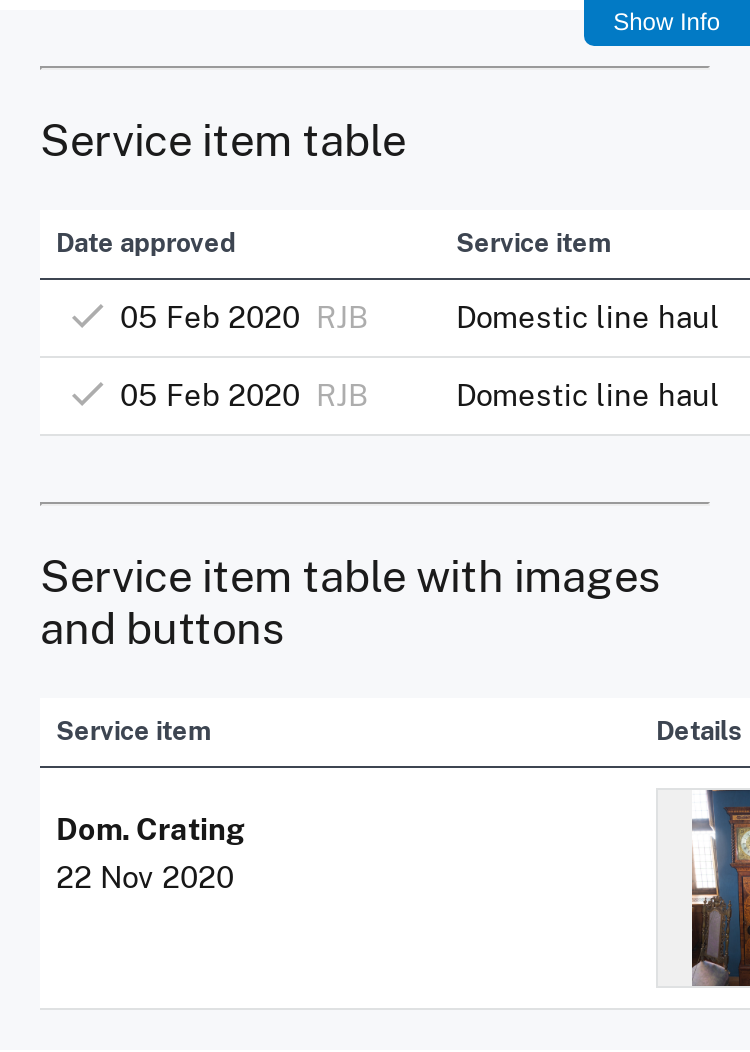 Show Info
Service item table
Date approved Service item
05 Feb 2020 RJB Domestic line haul
05 Feb 2020 RJB Domestic line haul
Service item table with images
and buttons
Service item Details
Dom. Crating
22 Nov 2020